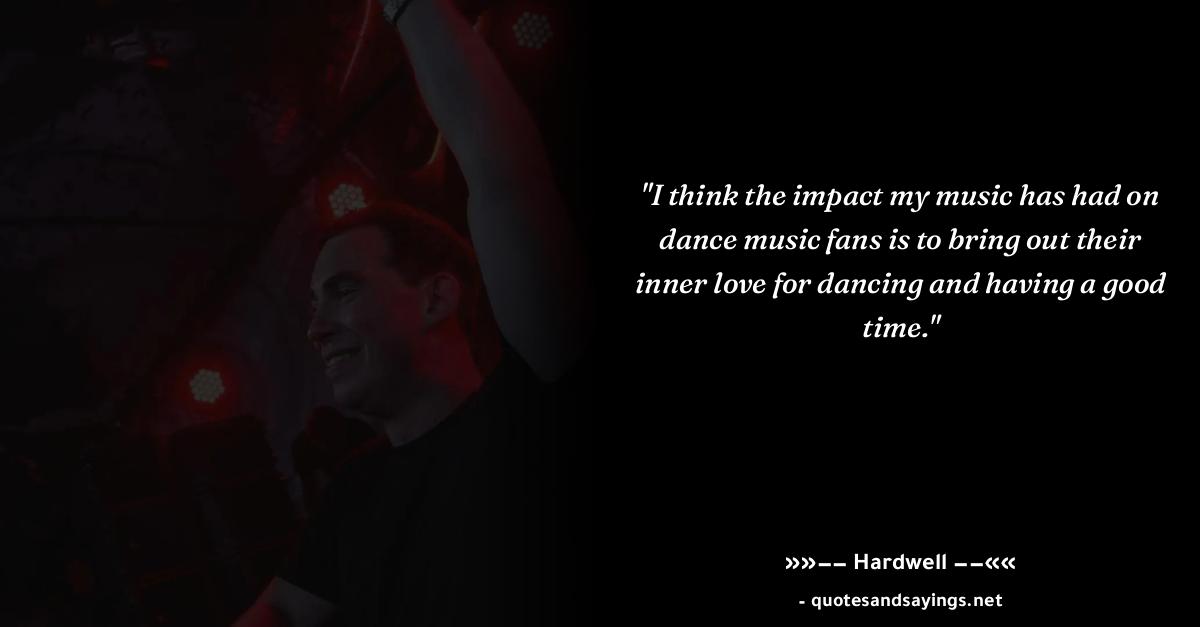 "I think the impact my music has had on
dance music fans is to bring out their
inner love for dancing and having a good
time."
»»−− Hardwell −−««
- quotesandsayings.net